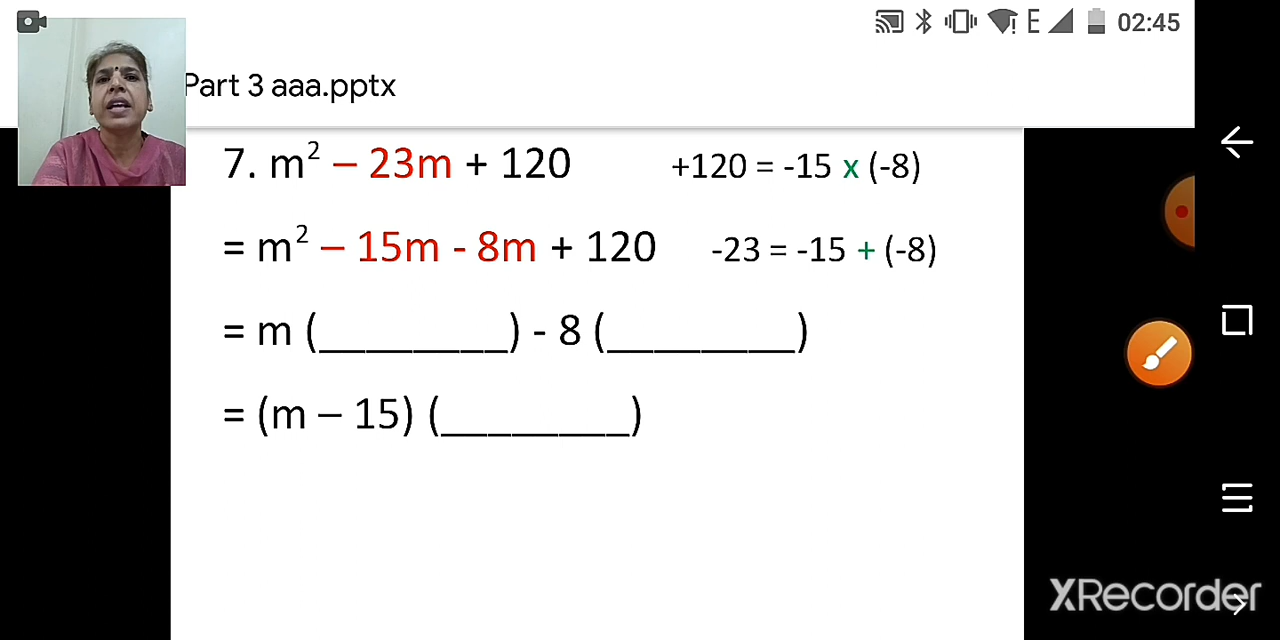 E 02:45
Part 3 aaa.pptx
7. m² – 23m + 120 +120 = -15 x (-8)
= m² – 15m - 8m + 120 -23 = -15 + (-8)
= m (________) - 8 (________)
= (m – 15) (________)
XRecorder